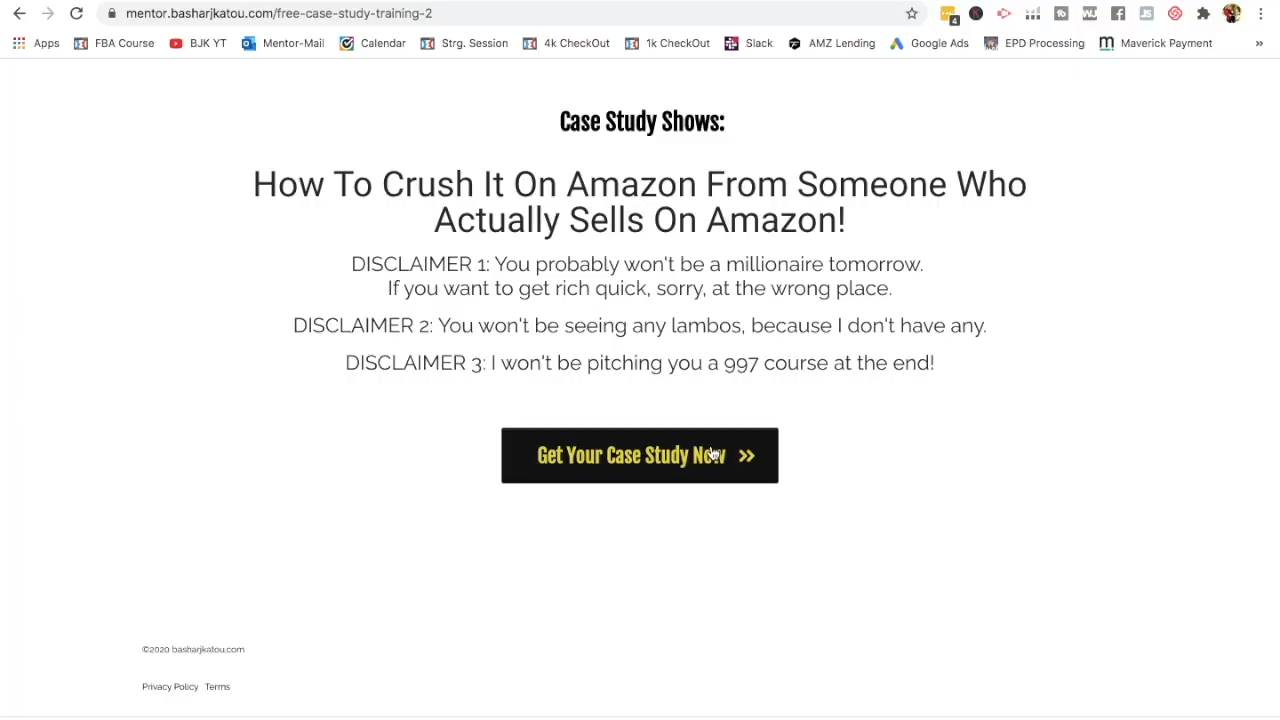 mentor.basharjkatou.com/free-case-study-training-2
4
Apps FBA Course BJK YT Mentor-Mail Calendar Strg. Session 4k CheckOut 1k CheckOut Slack AMZ Lending Google Ads EPD Processing Maverick Payment »
Case Study Shows:
How To Crush It On Amazon From Someone Who
Actually Sells On Amazon!
DISCLAIMER 1: You probably won't be a millionaire tomorrow.
If you want to get rich quick, sorry, at the wrong place.
DISCLAIMER 2: You won't be seeing any lambos, because I don't have any.
DISCLAIMER 3: I won't be pitching you a 997 course at the end!
Get Your Case Study Now »
©2020 basharjkatou.com
Privacy Policy Terms